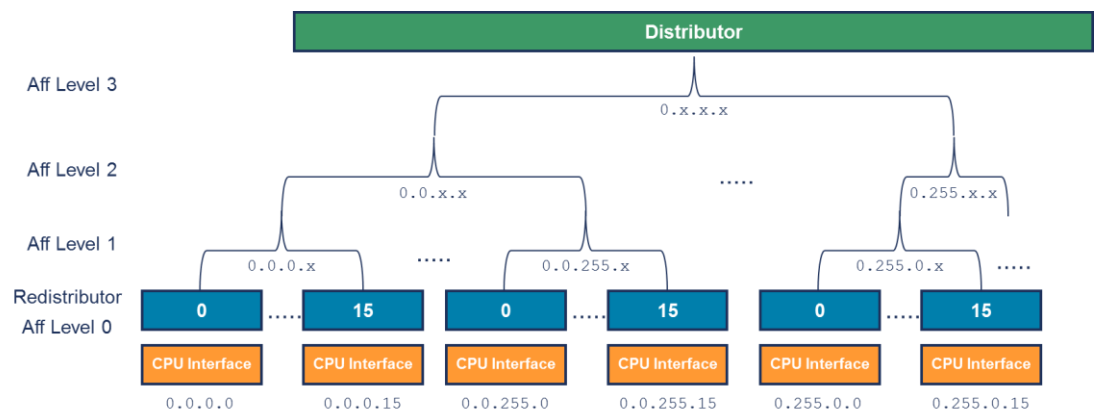 Distributor
Aff Level 3
0.x.x.x
Aff Level 2
0.0.x.x
.....
0.255.x.x
Aff Level 1
0.0.0.x
.....
0.0.255.x
0.255.0.x
.....
Redistributor
Aff Level 0
0
.....
15
0
.....
15
0
.....
15
CPU Interface
CPU Interface
CPU Interface
CPU Interface
CPU Interface
CPU Interface
0.0.0.0
0.0.0.15
0.0.255.0
0.0.255.15
0.255.0.0
0.255.0.15